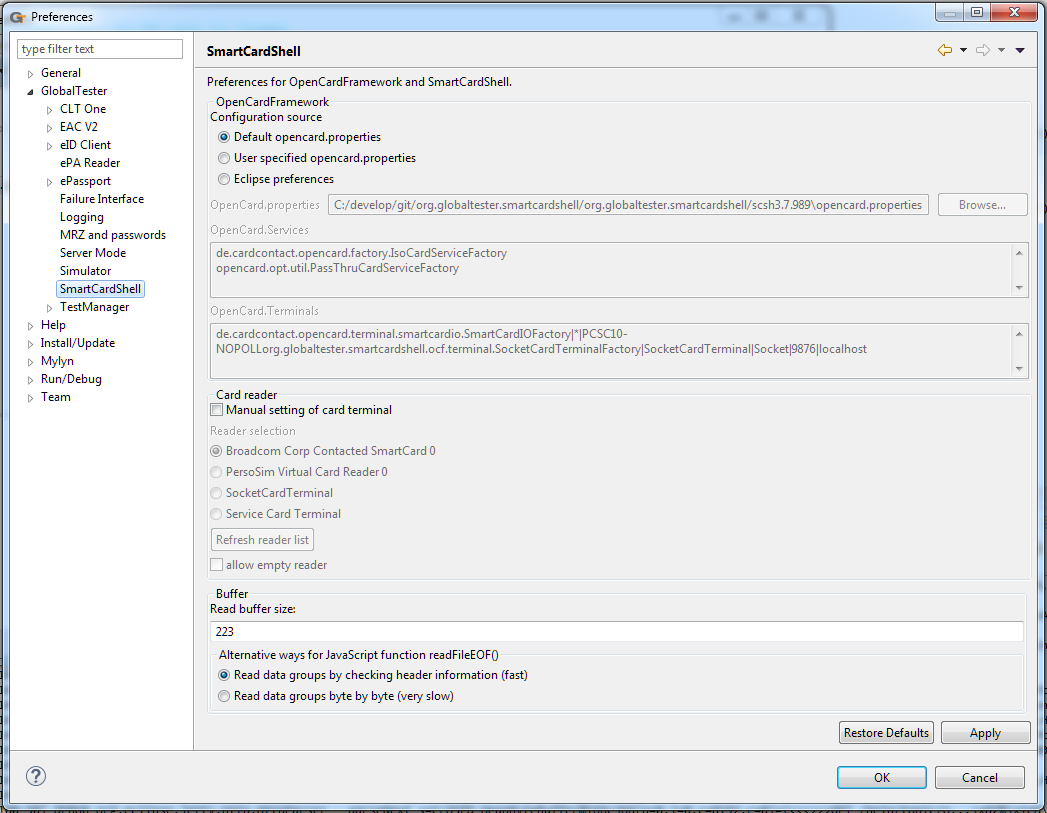 Preferences
type filter text
General
GlobalTester
CLT One
EAC V2
eID Client
ePA Reader
ePassport
Failure Interface
Logging
MRZ and passwords
Server Mode
Simulator
SmartCardShell
TestManager
Help
Install/Update
Mylyn
Run/Debug
Team
SmartCardShell
Preferences for OpenCardFramework and SmartCardShell.
OpenCardFramework
Configuration source
Default opencard.properties
User specified opencard.properties
Eclipse preferences
OpenCard.properties C:/develop/git/org.globaltester.smartcardshell/org.globaltester.smartcardshell/scsh3.7.989\opencard.properties Browse...
OpenCard.Services
de.cardcontact.opencard.factory.IsoCardServiceFactory
opencard.opt.util.PassThruCardServiceFactory
OpenCard.Terminals
de.cardcontact.opencard.terminal.smartcardio.SmartCardIOFactory|*|PCSC10-
NOPOLLorg.globaltester.smartcardshell.ocf.terminal.SocketCardTerminalFactory|SocketCardTerminal|Socket|9876|localhost
Card reader
Manual setting of card terminal
Reader selection
Broadcom Corp Contacted SmartCard 0
PersoSim Virtual Card Reader 0
SocketCardTerminal
Service Card Terminal
Refresh reader list
allow empty reader
Buffer
Read buffer size:
223
Alternative ways for JavaScript function readFileEOF()
Read data groups by checking header information (fast)
Read data groups byte by byte (very slow)
Restore Defaults Apply
? OK Cancel